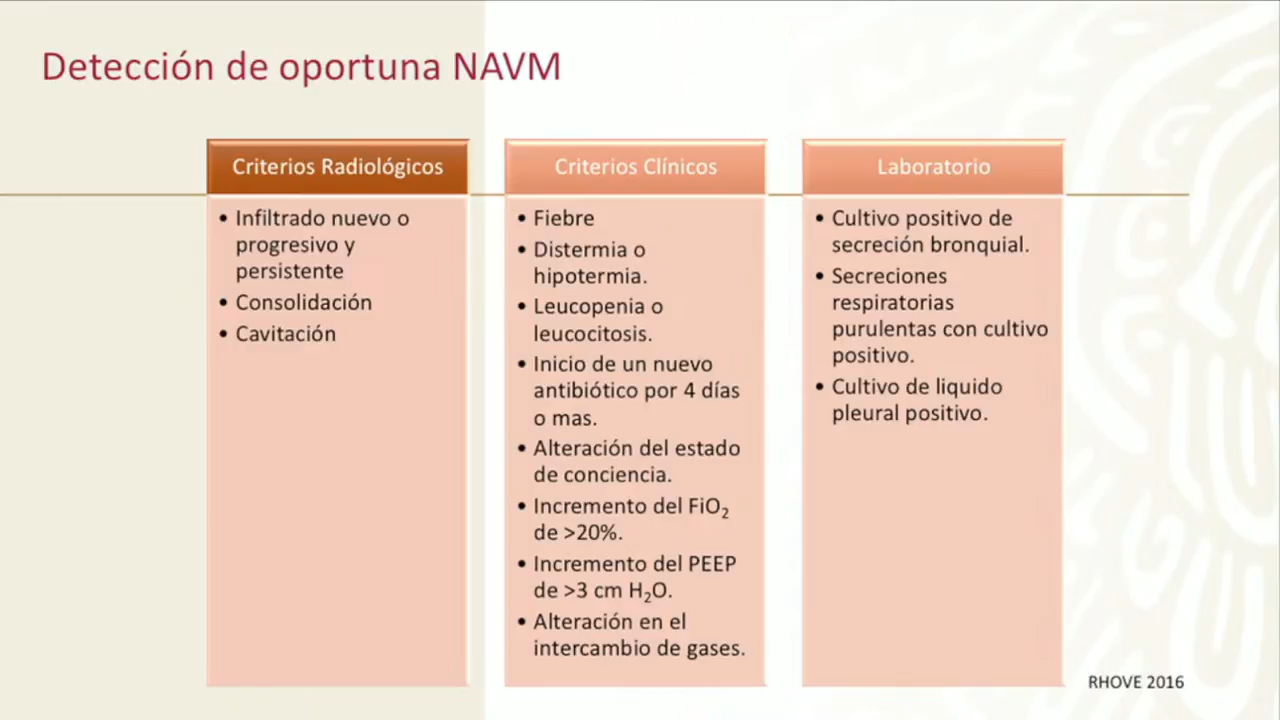 Detección de oportuna NAVM
Criterios Radiológicos
• Infiltrado nuevo o
progresivo y
persistente
• Consolidación
• Cavitación
Criterios Clínicos
• Fiebre
• Distermia o
hipotermia.
• Leucopenia o
leucocitosis.
• Inicio de un nuevo
antibiótico por 4 días
o mas.
• Alteración del estado
de conciencia.
• Incremento del FiO₂
de >20%.
• Incremento del PEEP
de >3 cm H₂O.
• Alteración en el
intercambio de gases.
Laboratorio
• Cultivo positivo de
secreción bronquial.
• Secreciones
respiratorias
purulentas con cultivo
positivo.
• Cultivo de liquido
pleural positivo.
RHOVE 2016